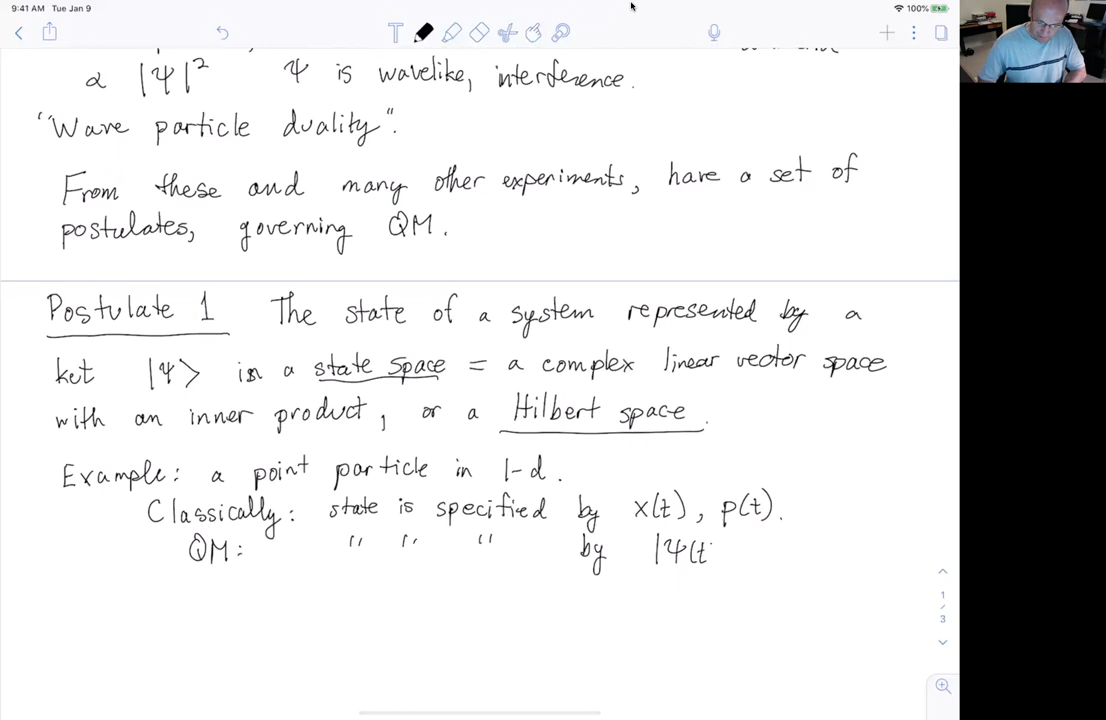 9:41 AM Tue Jan 9
100%
∝ |Ψ|² Ψ is wavelike, interference.
"Wave particle duality".
From these and many other experiments, have a set of
postulates, governing QM.
Postulate 1 The state of a system represented by a
ket |Ψ> in a state space = a complex linear vector space
with an inner product, or a Hilbert space.
Example: a point particle in 1-d.
Classically: state is specified by x(t), p(t).
QM: " " " by |Ψ(t
1
/
3